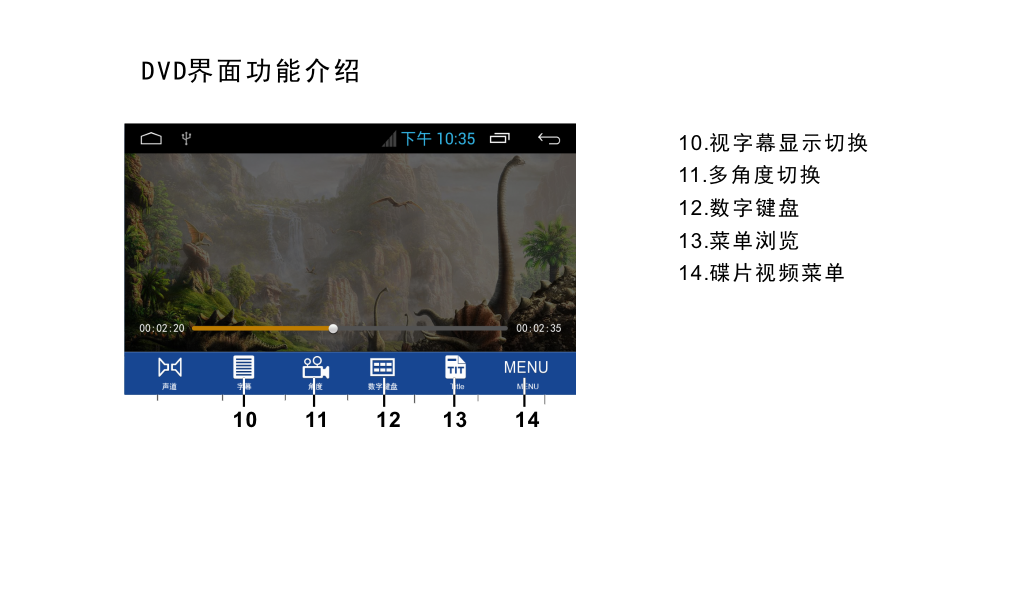 DVD界面功能介绍
下午 10:35
00:02:20
00:02:35
TIT
MENU
声道
字幕
角度
数字键盘
Title
MENU
10
11
12
13
14
10.视字幕显示切换
11.多角度切换
12.数字键盘
13.菜单浏览
14.碟片视频菜单